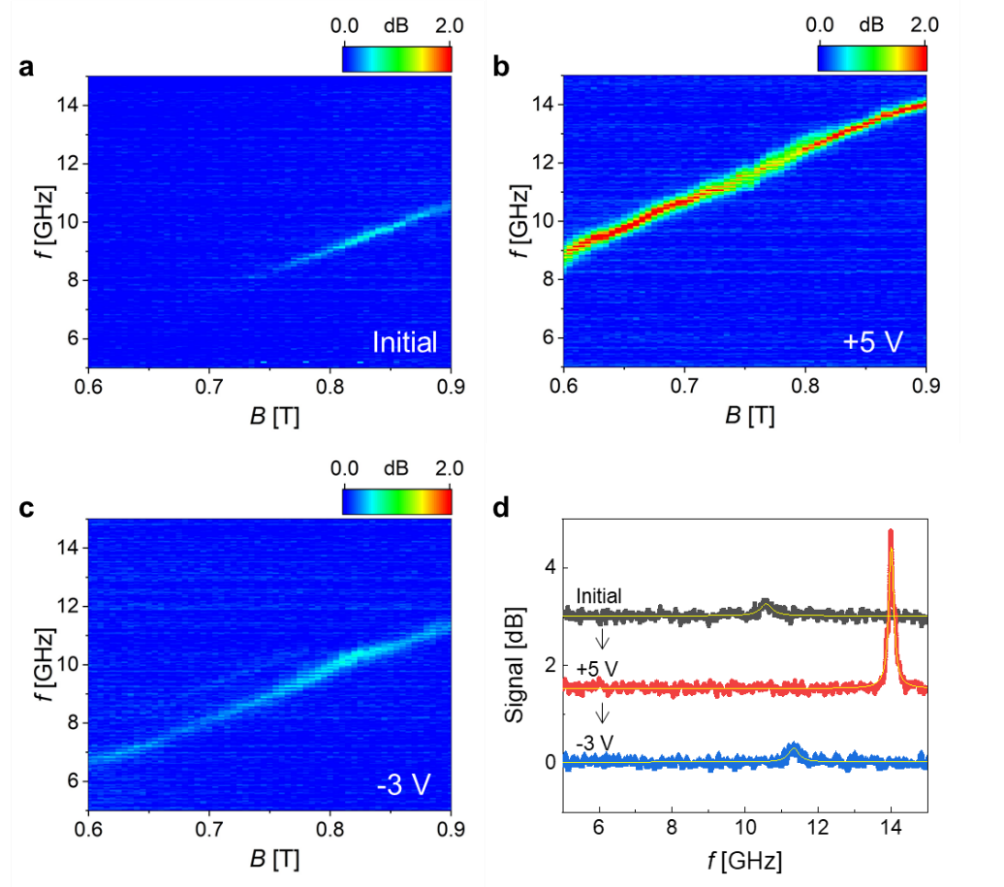 0.0 dB 2.0
a
14
12
10
8
6
f [GHz]
Initial
0.6 0.7 0.8 0.9
B [T]
0.0 dB 2.0
b
14
12
10
8
6
f [GHz]
+5 V
0.6 0.7 0.8 0.9
B [T]
0.0 dB 2.0
c
14
12
10
8
6
f [GHz]
-3 V
0.6 0.7 0.8 0.9
B [T]
d
4
2
0
Signal [dB]
Initial
↓
+5 V
↓
-3 V
6 8 10 12 14
f [GHz]